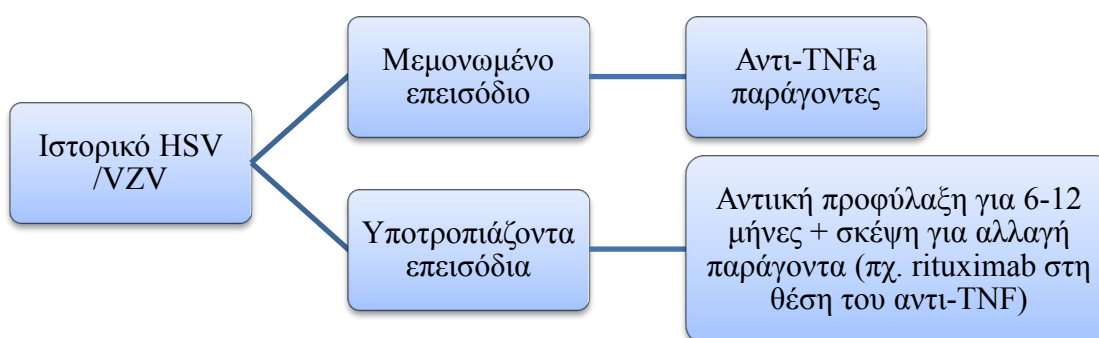 Ιστορικό HSV
/VZV
Μεμονωμένο
επεισόδιο
Αντι-TNFa
παράγοντες
Υποτροπιάζοντα
επεισόδια
Αντιική προφύλαξη για 6-12
μήνες + σκέψη για αλλαγή
παράγοντα (πχ. rituximab στη
θέση του αντι-TNF)